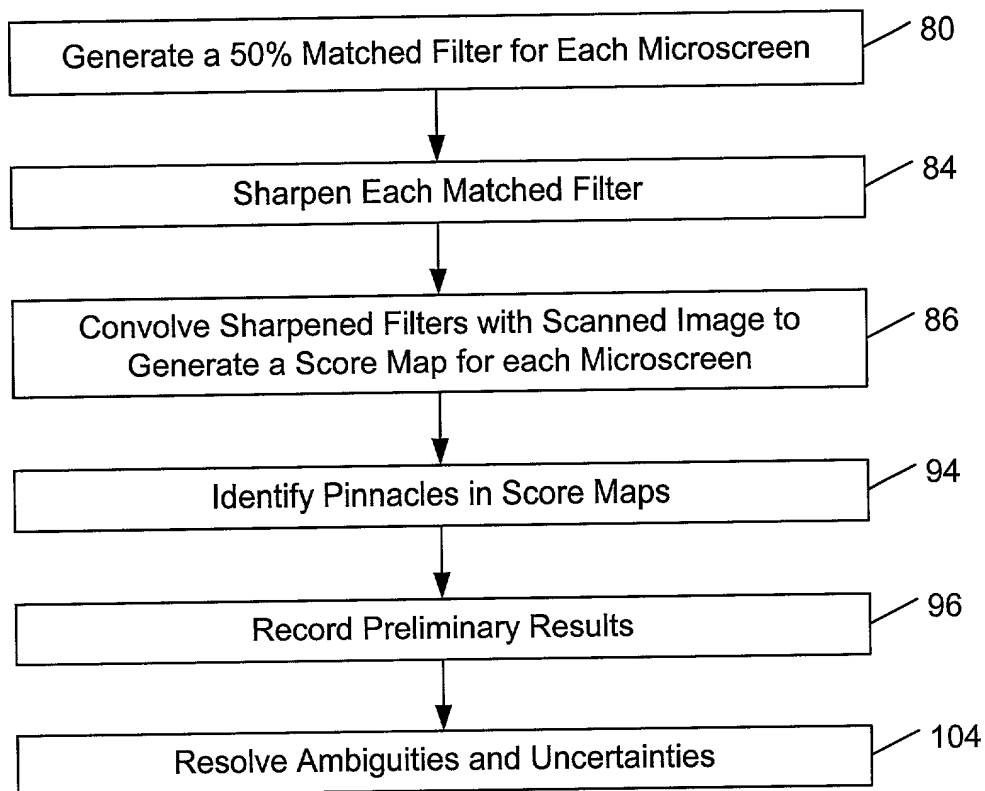 Generate a 50% Matched Filter for Each Microscreen
80
Sharpen Each Matched Filter
84
Convolve Sharpened Filters with Scanned Image to
Generate a Score Map for each Microscreen
86
Identify Pinnacles in Score Maps
94
Record Preliminary Results
96
Resolve Ambiguities and Uncertainties
104